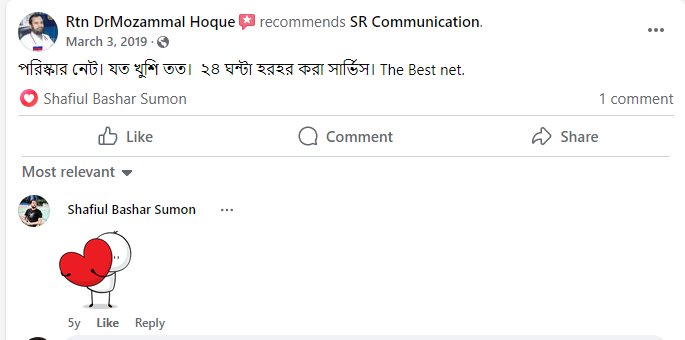 Rtn DrMozammal Hoque recommends SR Communication.
March 3, 2019 ·
পরিস্কার নেট। যত খুশি তত। ২৪ ঘন্টা হরহর করা সার্ভিস। The Best net.
Shafiul Bashar Sumon 1 comment
Like Comment Share
Most relevant
Shafiul Bashar Sumon ...
5y Like Reply